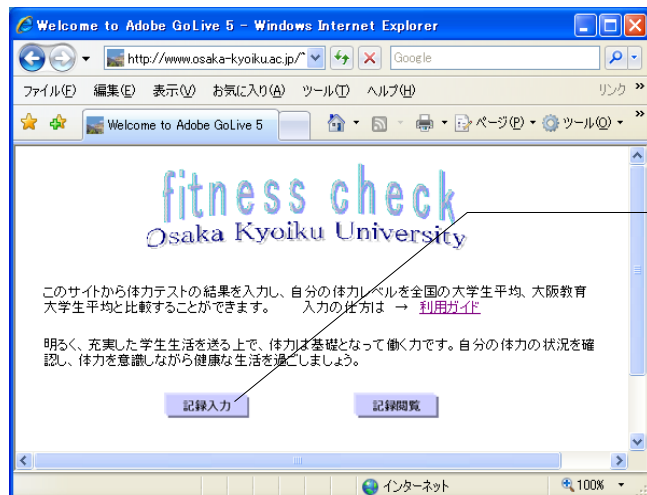 Welcome to Adobe GoLive 5 - Windows Internet Explorer
http://www.osaka-kyoiku.ac.jp/~
Google
ファイル(F) 編集(E) 表示(V) お気に入り(A) ツール(T) ヘルプ(H) リンク »
Welcome to Adobe GoLive 5 ページ(P) ツール(O) »
fitness check
Osaka Kyoiku University
このサイトから体力テストの結果を入力し、自分の体力レベルを全国の大学生平均、大阪教育
大学生平均と比較することができます。 入力の仕方は → 利用ガイド
明るく、充実した学生生活を送る上で、体力は基礎となって働く力です。自分の体力の状況を確
認し、体力を意識しながら健康な生活を過ごしましょう。
記録入力 記録閲覧
インターネット 100%